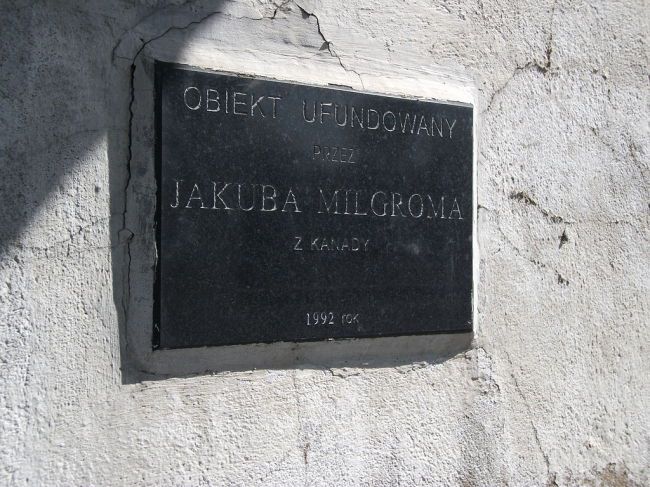 OBIEKT UFUNDOWANY
PRZEZ
JAKUBA MILGROMA
Z KANADY
1992 rok